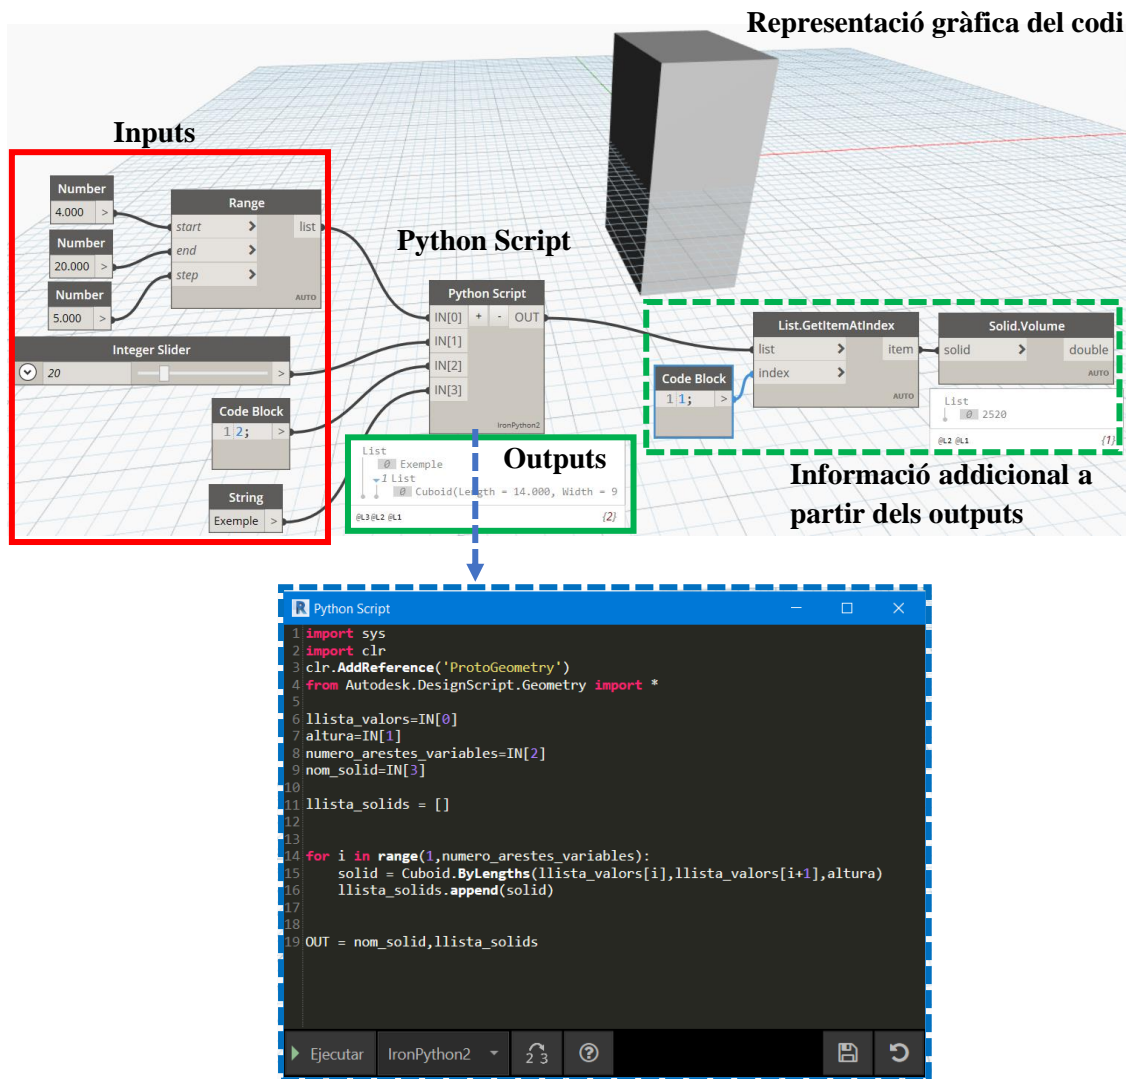 Representació gràfica del codi
Inputs
Number
4.000 >
Number
20.000 >
Number
5.000 >
Range
start > list
end >
step >
AUTO
Integer Slider
20 >
Code Block
1 2; >
String
Exemple >
Python Script
Python Script
IN[0] + - OUT
IN[1]
IN[2]
IN[3]
IronPython2
List
0 Exemple
1 List
0 Cuboid(Length = 14.000, Width = 9
@L3 @L2 @L1 {2}
Outputs
Code Block
1 1; >
List.GetItemAtIndex
list > item
index >
AUTO
Solid.Volume
solid > double
AUTO
List
0 2520
@L2 @L1 {1}
Informació addicional a
partir dels outputs
R Python Script
1 import sys
2 import clr
3 clr.AddReference('ProtoGeometry')
4 from Autodesk.DesignScript.Geometry import *
5
6 llista_valors=IN[0]
7 altura=IN[1]
8 numero_arestes_variables=IN[2]
9 nom_solid=IN[3]
10
11 llista_solids = []
12
13
14 for i in range(1,numero_arestes_variables):
15 solid = Cuboid.ByLengths(llista_valors[i],llista_valors[i+1],altura)
16 llista_solids.append(solid)
17
18
19 OUT = nom_solid,llista_solids
Ejecutar IronPython2 2 3 ?